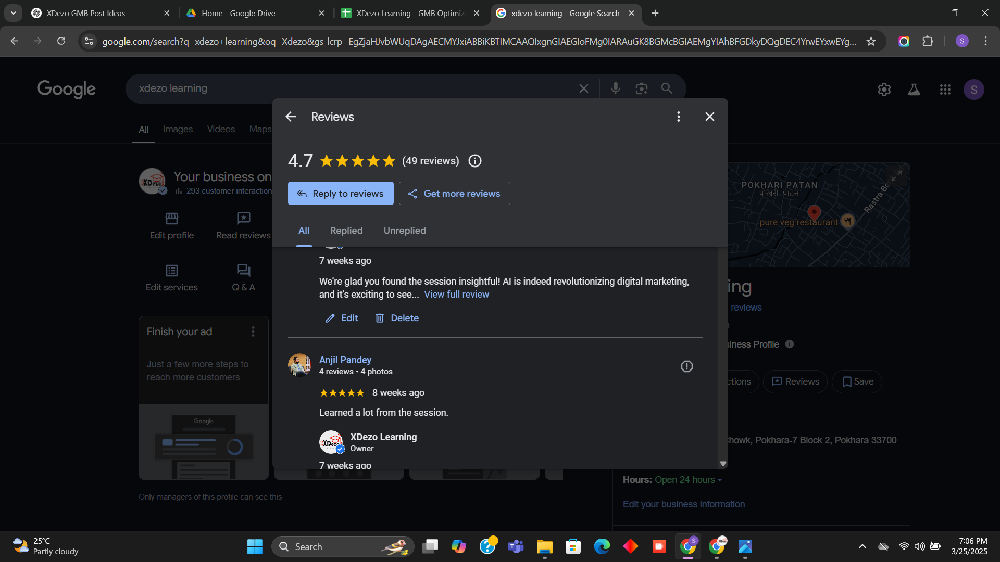 XDezo GMB Post Ideas
Home - Google Drive
XDezo Learning - GMB Optimiz
xdezo learning - Google Search
google.com/search?q=xdezo+learning&oq=Xdezo&gs_lcrp=EgZjaHJvbWUqDAgAECMYJxiABBiKBTIMCAAQIxgnGIAEGIoFMg0IARAuGK8BGMcBGIAEMgYIAhBFGDkyDQgDEC4YrwEYxwEYg...
S
Google
xdezo learning
S
All
Images
Videos
Maps
Reviews
4.7
(49 reviews)
Reply to reviews
Get more reviews
All
Replied
Unreplied
7 weeks ago
We're glad you found the session insightful! AI is indeed revolutionizing digital marketing,
and it's exciting to see... View full review
Edit
Delete
Anjil Pandey
4 reviews • 4 photos
8 weeks ago
Learned a lot from the session.
XDezo
XDezo Learning
Owner
7 weeks ago
XDezo
Your business on
293 customer interaction
Edit profile
Read reviews
Edit services
Q & A
Finish your ad
Just a few more steps to
reach more customers
Google
Only managers of this profile can see this
POKHARI PATAN
पोखरी पाटन
Rastra Ba
pure veg restaurant
ing
reviews
iness Profile
ctions
Reviews
Save
howk, Pokhara-7 Block 2, Pokhara 33700
Hours: Open 24 hours
Edit your business information
25°C
Partly cloudy
Search
S
7:06 PM
3/25/2025